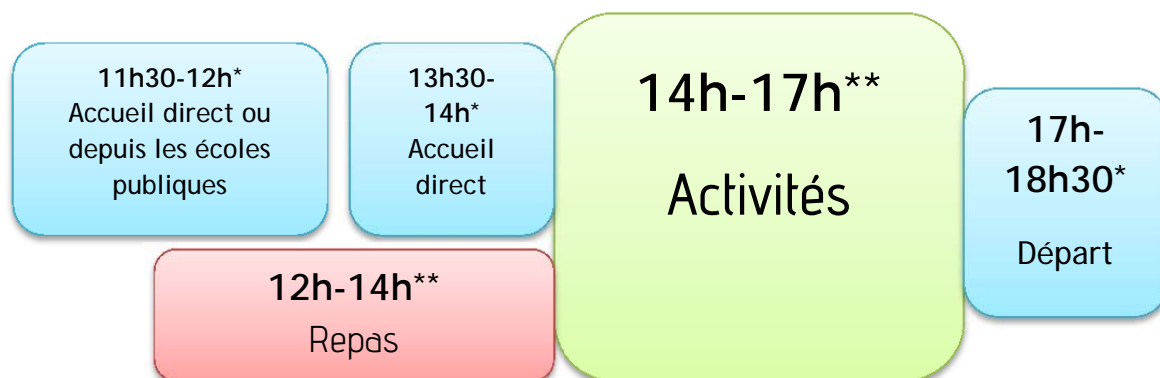 11h30-12h*
Accueil direct ou
depuis les écoles
publiques
13h30-
14h*
Accueil
direct
14h-17h**
Activités
17h-
18h30*
Départ
12h-14h**
Repas